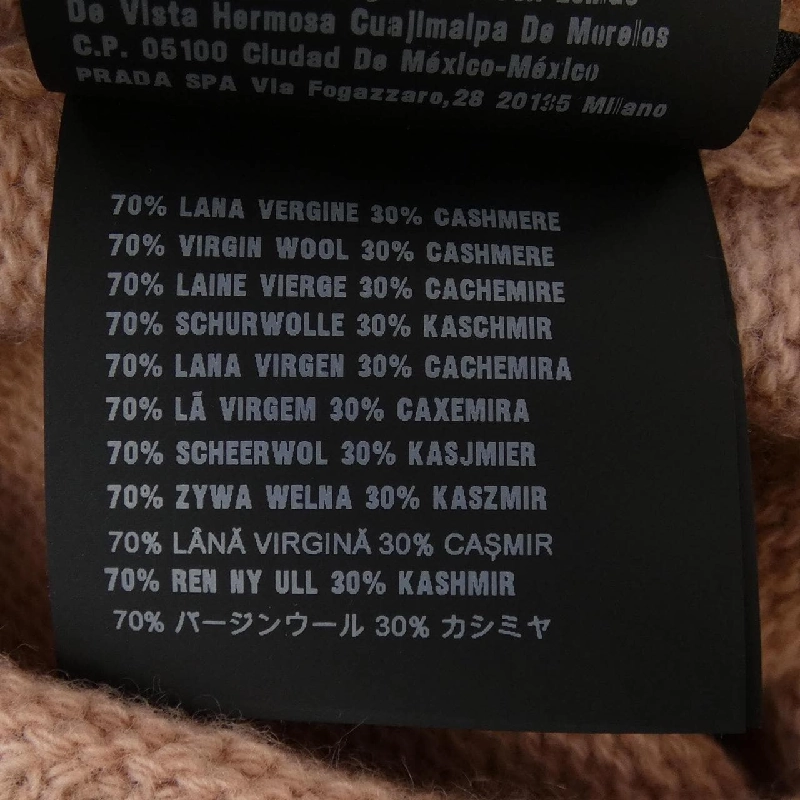 De Vista Hermosa Cuajimalpa De Morelos
C.P. 05100 Ciudad De México-México
PRADA SPA Via Fogazzaro,28 20135 Milano
70% LANA VERGINE 30% CASHMERE
70% VIRGIN WOOL 30% CASHMERE
70% LAINE VIERGE 30% CACHEMIRE
70% SCHURWOLLE 30% KASCHMIR
70% LANA VIRGEN 30% CACHEMIRA
70% LÃ VIRGEM 30% CAXEMIRA
70% SCHEERWOL 30% KASJMIER
70% ZYWA WELNA 30% KASZMIR
70% LÂNĂ VIRGINĂ 30% CAŞMIR
70% REN NY ULL 30% KASHMIR
70% バージンウール 30% カシミヤ